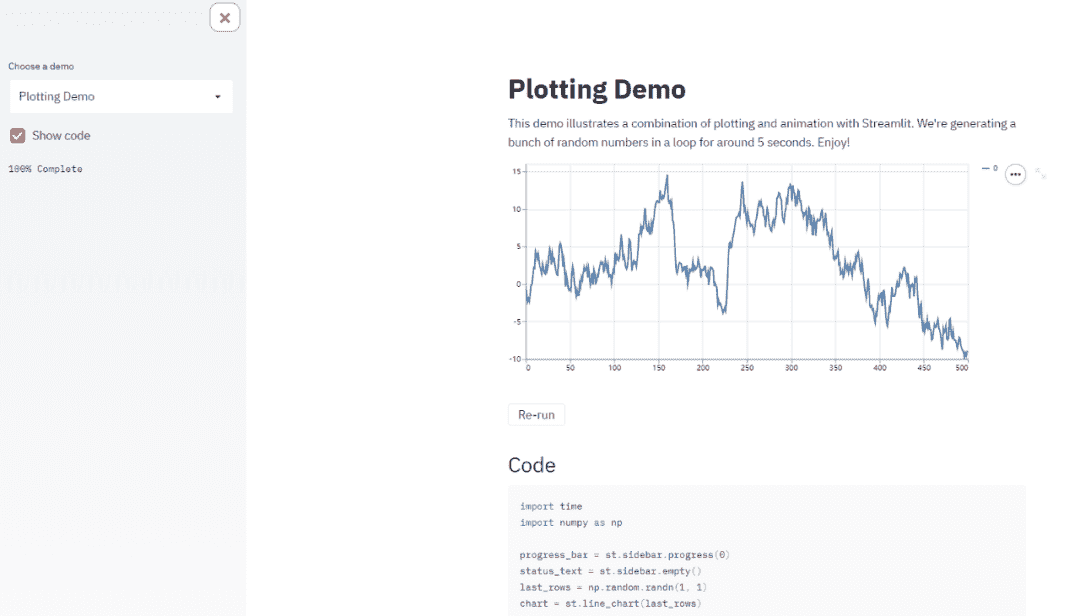 Choose a demo
Plotting Demo
Show code
100% Complete
Plotting Demo
This demo illustrates a combination of plotting and animation with Streamlit. We're generating a
bunch of random numbers in a loop for around 5 seconds. Enjoy!
15
10
5
0
-5
-10
0 50 100 150 200 250 300 350 400 450 500
0
Re-run
Code
import time
import numpy as np
progress_bar = st.sidebar.progress(0)
status_text = st.sidebar.empty()
last_rows = np.random.randn(1, 1)
chart = st.line_chart(last_rows)